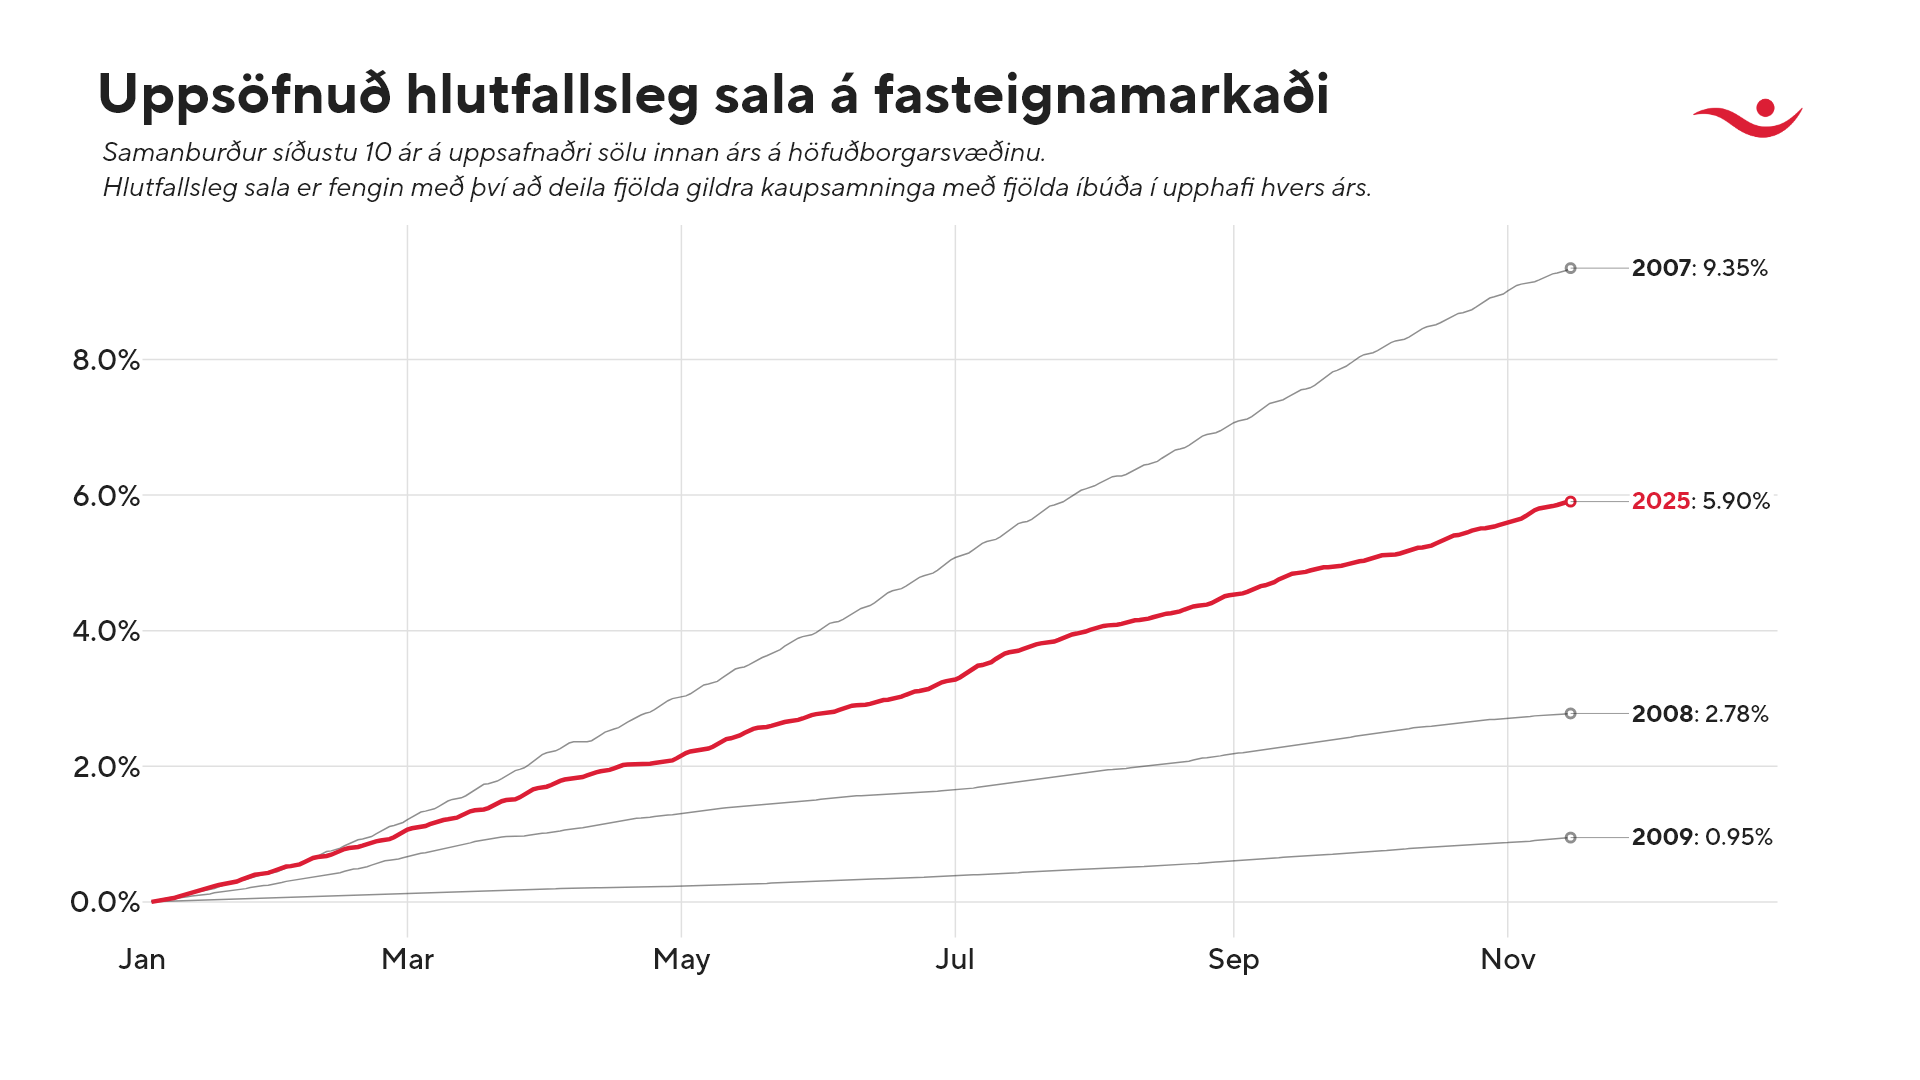 Uppsöfnuð hlutfallsleg sala á fasteignamarkaði
Samanburður síðustu 10 ár á uppsafnaðri sölu innan árs á höfuðborgarsvæðinu.
Hlutfallsleg sala er fengin með því að deila fjölda gildra kaupsamninga með fjölda íbúða í upphafi hvers árs.
2007: 9.35%
8.0%
6.0%
2025: 5.90%
4.0%
2008: 2.78%
2.0%
2009: 0.95%
0.0%
Jan Mar May Jul Sep Nov